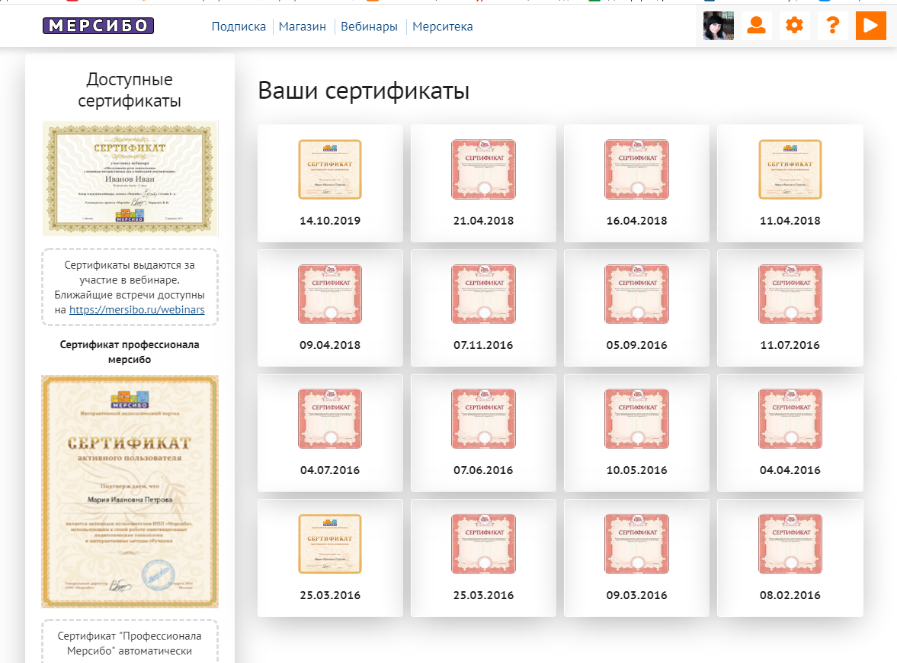 МЕРСИБО
Подписка
Магазин
Вебинары
Мерситека
?
Доступные
сертификаты
СЕРТИФИКАТ
Иванов Иван
МЕРСИБО
Сертификаты выдаются за
участие в вебинаре.
Ближайшие встречи доступны
на https://mersibo.ru/webinars
Сертификат профессионала
мерсибо
МЕРСИБО
Интерактивный педагогический портал
СЕРТИФИКАТ
активного пользователя
Подтверждаем, что
Мария Ивановна Петрова
Сертификат "Профессионала
Мерсибо" автоматически
Ваши сертификаты
СЕРТИФИКАТ
14.10.2019
СЕРТИФИКАТ
21.04.2018
СЕРТИФИКАТ
16.04.2018
СЕРТИФИКАТ
11.04.2018
СЕРТИФИКАТ
09.04.2018
СЕРТИФИКАТ
07.11.2016
СЕРТИФИКАТ
05.09.2016
СЕРТИФИКАТ
11.07.2016
СЕРТИФИКАТ
04.07.2016
СЕРТИФИКАТ
07.06.2016
СЕРТИФИКАТ
10.05.2016
СЕРТИФИКАТ
04.04.2016
СЕРТИФИКАТ
25.03.2016
СЕРТИФИКАТ
25.03.2016
СЕРТИФИКАТ
09.03.2016
СЕРТИФИКАТ
08.02.2016